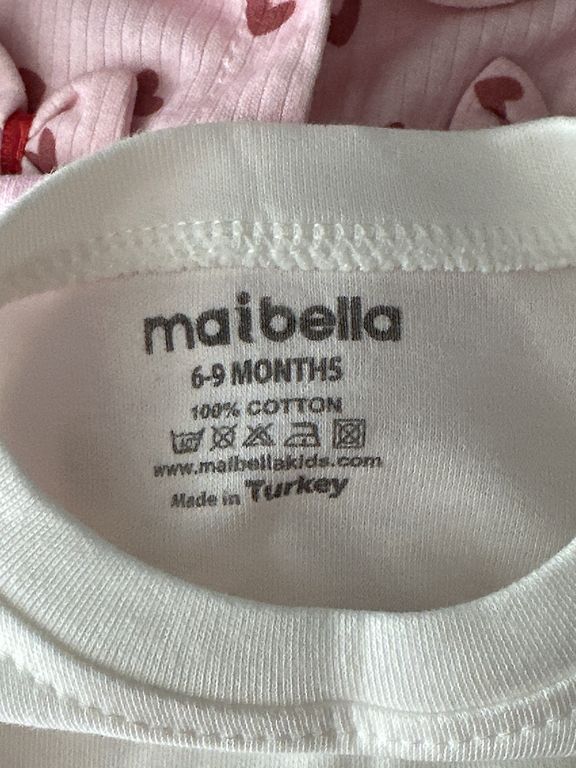 maibella
6-9 MONTHS
100% COTTON
www.maibellakids.com
Made in Turkey